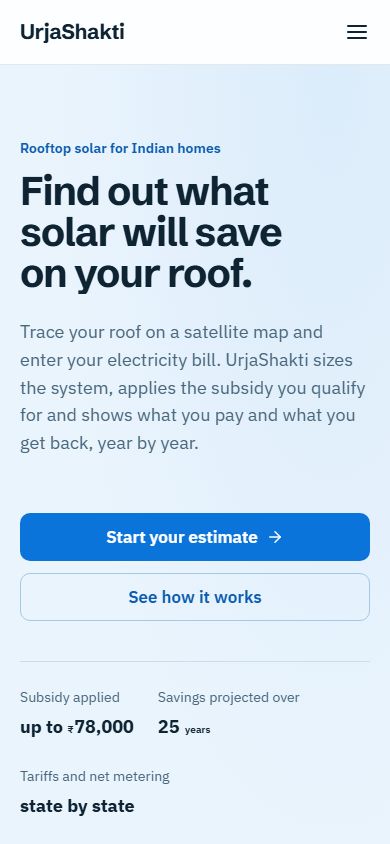 UrjaShakti
Rooftop solar for Indian homes
Find out what
solar will save
on your roof.
Trace your roof on a satellite map and
enter your electricity bill. UrjaShakti sizes
the system, applies the subsidy you qualify
for and shows what you pay and what you
get back, year by year.
Start your estimate →
See how it works
Subsidy applied
up to ₹78,000
Savings projected over
25 years
Tariffs and net metering
state by state